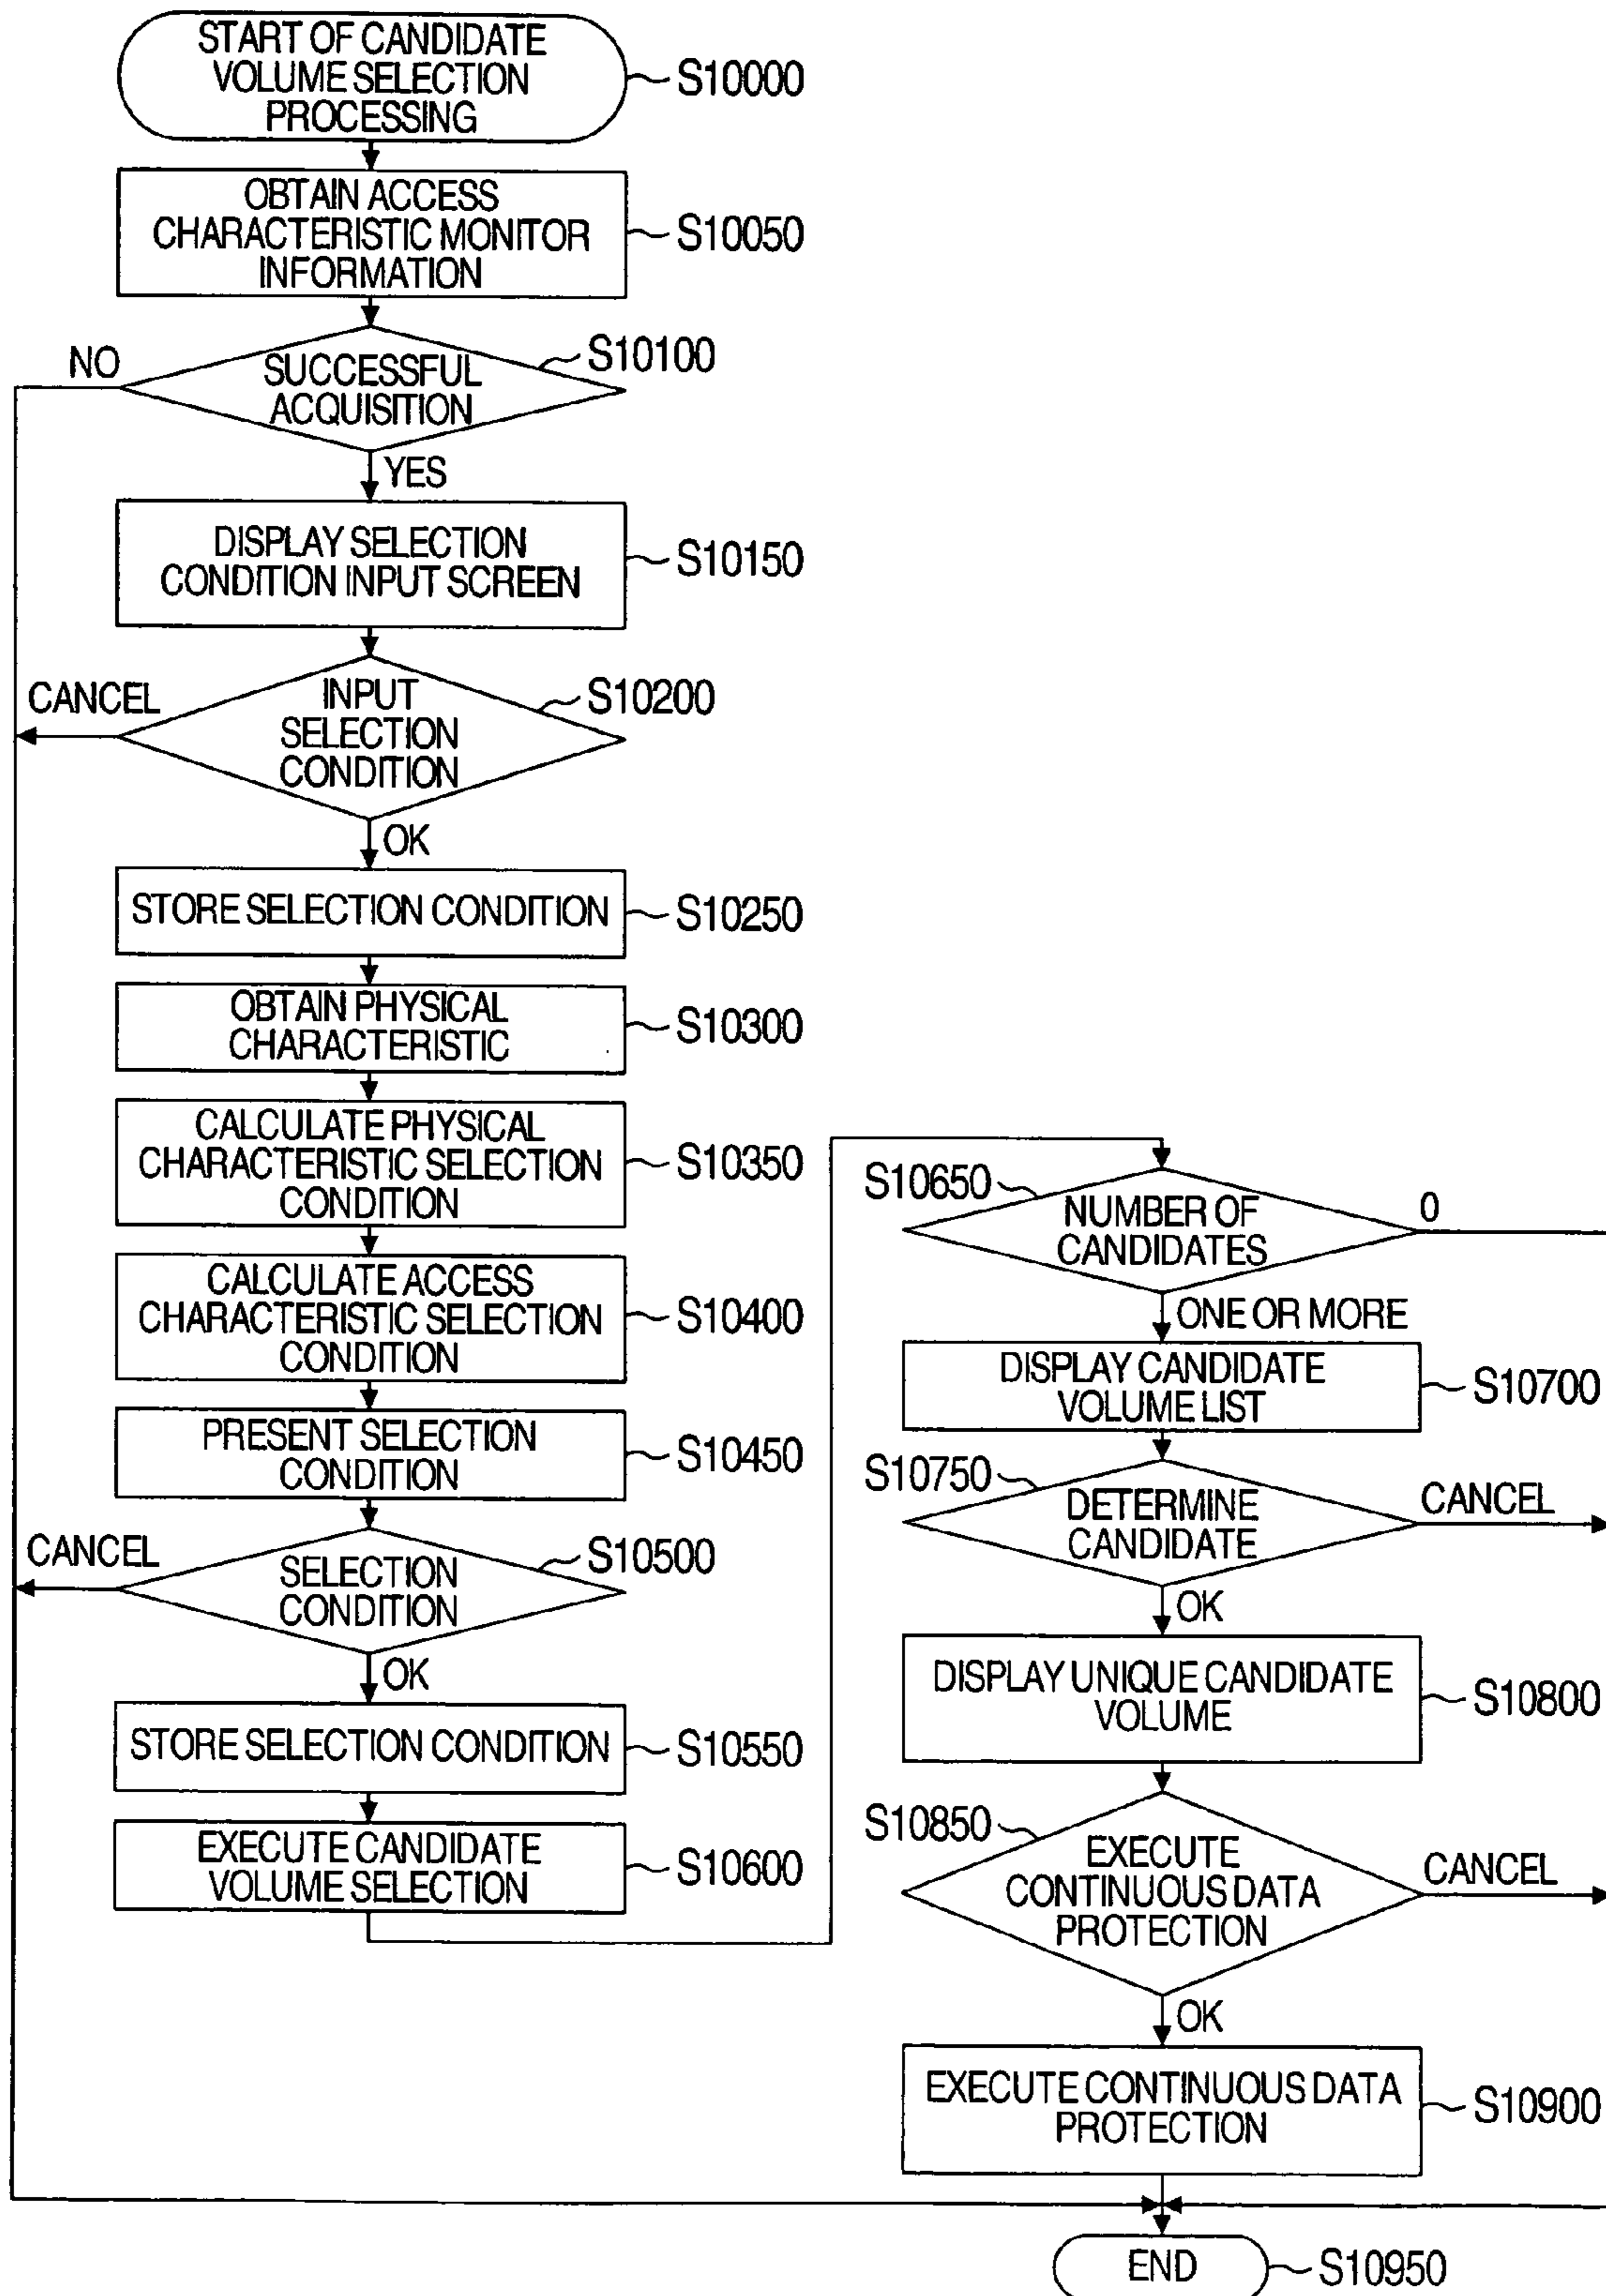 START OF CANDIDATE
VOLUME SELECTION
PROCESSING
S10000
OBTAIN ACCESS
CHARACTERISTIC MONITOR
INFORMATION
S10050
NO
SUCCESSFUL
ACQUISITION
S10100
YES
DISPLAY SELECTION
CONDITION INPUT SCREEN
S10150
CANCEL
INPUT
SELECTION
CONDITION
S10200
OK
STORE SELECTION CONDITION
S10250
OBTAIN PHYSICAL
CHARACTERISTIC
S10300
CALCULATE PHYSICAL
CHARACTERISTIC SELECTION
CONDITION
S10350
CALCULATE ACCESS
CHARACTERISTIC SELECTION
CONDITION
S10400
PRESENT SELECTION
CONDITION
S10450
CANCEL
SELECTION
CONDITION
S10500
OK
STORE SELECTION CONDITION
S10550
EXECUTE CANDIDATE
VOLUME SELECTION
S10600
S10650
NUMBER OF
CANDIDATES
0
ONE OR MORE
DISPLAY CANDIDATE
VOLUME LIST
S10700
S10750
DETERMINE
CANDIDATE
CANCEL
OK
DISPLAY UNIQUE CANDIDATE
VOLUME
S10800
S10850
EXECUTE
CONTINUOUS DATA
PROTECTION
CANCEL
OK
EXECUTE CONTINUOUS DATA
PROTECTION
S10900
END
S10950